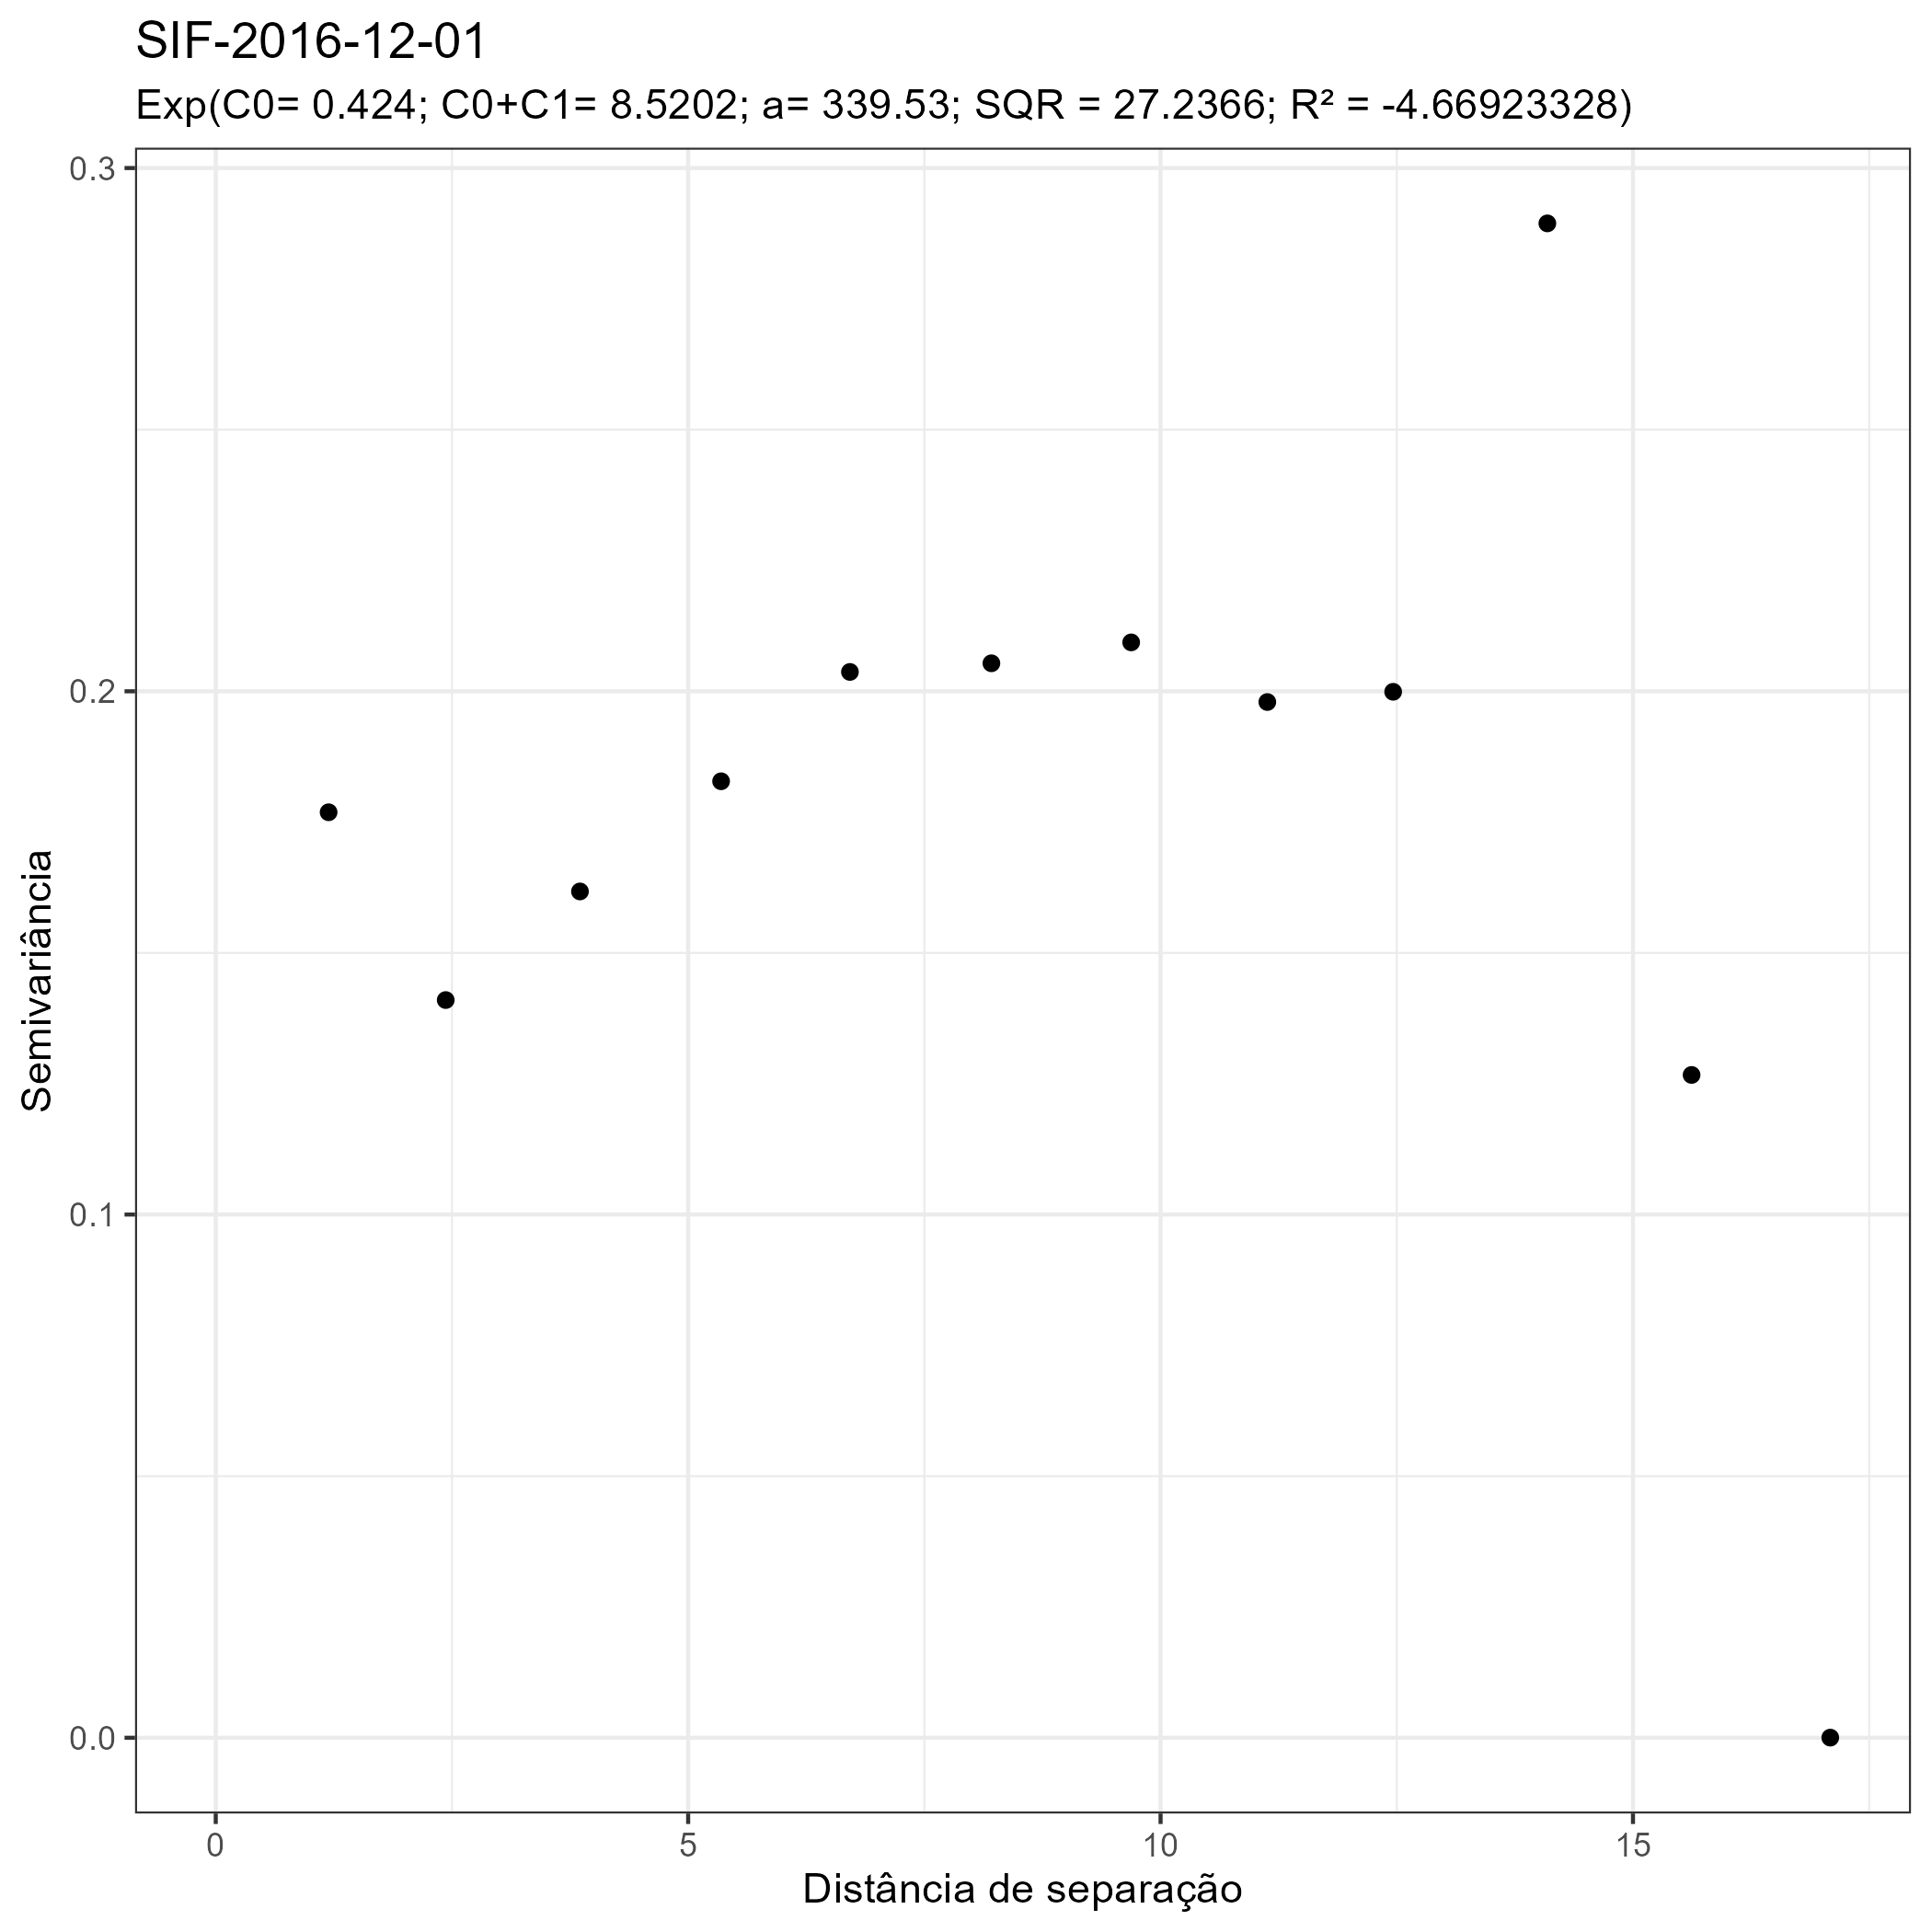 SIF-2016-12-01
Exp(C0= 0.424; C0+C1= 8.5202; a= 339.53; SQR = 27.2366; R² = -4.66923328)
0.3
0.2
0.1
0.0
Semivariância
0 5 10 15
Distância de separação